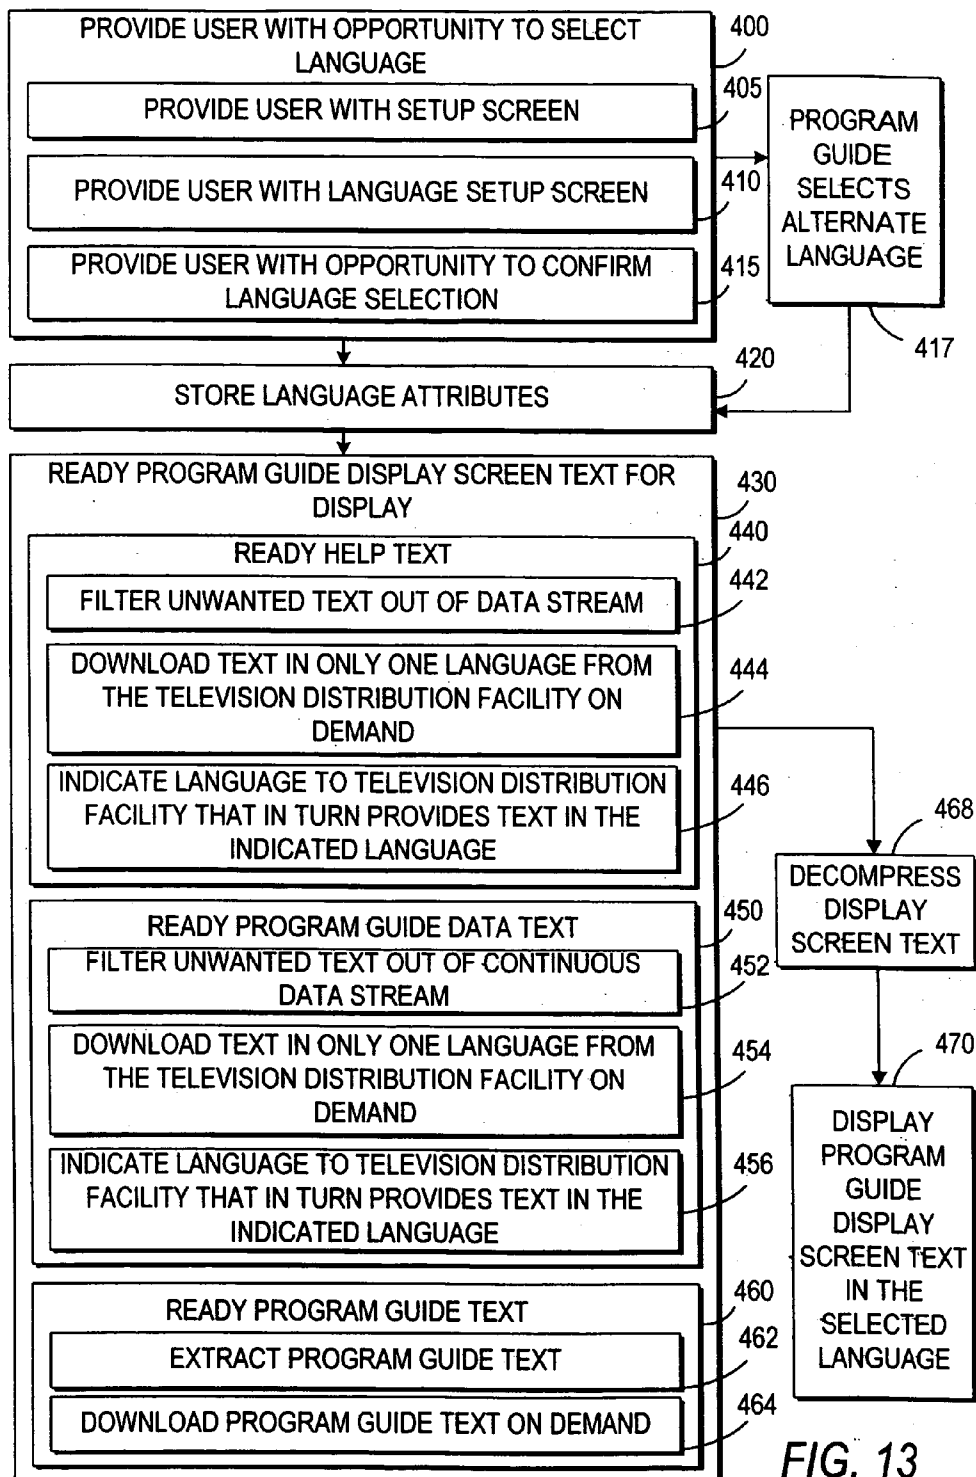 PROVIDE USER WITH OPPORTUNITY TO SELECT
LANGUAGE
400
PROVIDE USER WITH SETUP SCREEN
405
PROVIDE USER WITH LANGUAGE SETUP SCREEN
410
PROVIDE USER WITH OPPORTUNITY TO CONFIRM
LANGUAGE SELECTION
415
PROGRAM
GUIDE
SELECTS
ALTERNATE
LANGUAGE
417
STORE LANGUAGE ATTRIBUTES
420
READY PROGRAM GUIDE DISPLAY SCREEN TEXT FOR
DISPLAY
430
READY HELP TEXT
440
FILTER UNWANTED TEXT OUT OF DATA STREAM
442
DOWNLOAD TEXT IN ONLY ONE LANGUAGE FROM
THE TELEVISION DISTRIBUTION FACILITY ON
DEMAND
444
INDICATE LANGUAGE TO TELEVISION DISTRIBUTION
FACILITY THAT IN TURN PROVIDES TEXT IN THE
INDICATED LANGUAGE
446
READY PROGRAM GUIDE DATA TEXT
450
FILTER UNWANTED TEXT OUT OF CONTINUOUS
DATA STREAM
452
DOWNLOAD TEXT IN ONLY ONE LANGUAGE FROM
THE TELEVISION DISTRIBUTION FACILITY ON
DEMAND
454
INDICATE LANGUAGE TO TELEVISION DISTRIBUTION
FACILITY THAT IN TURN PROVIDES TEXT IN THE
INDICATED LANGUAGE
456
READY PROGRAM GUIDE TEXT
460
EXTRACT PROGRAM GUIDE TEXT
462
DOWNLOAD PROGRAM GUIDE TEXT ON DEMAND
464
468
DECOMPRESS
DISPLAY
SCREEN TEXT
470
DISPLAY
PROGRAM
GUIDE
DISPLAY
SCREEN TEXT
IN THE
SELECTED
LANGUAGE
FIG. 13